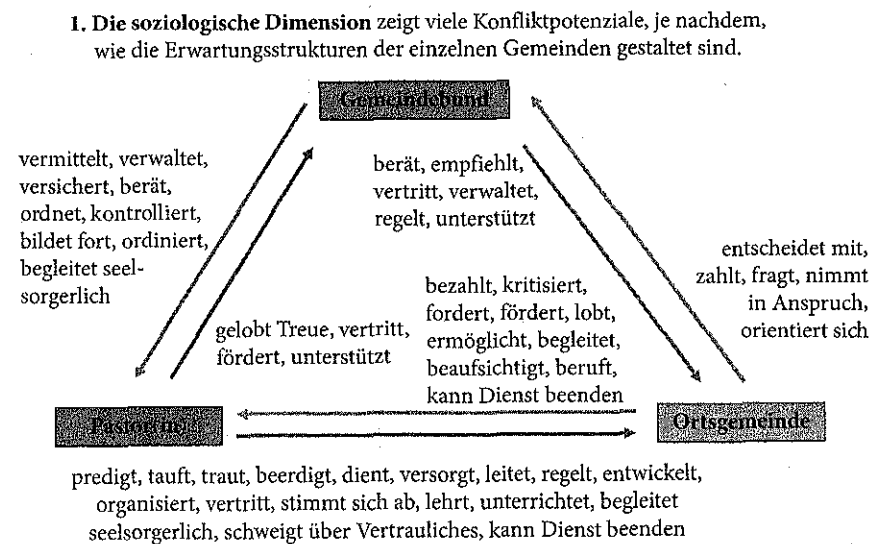 1. Die soziologische Dimension zeigt viele Konfliktpotenziale, je nachdem,
wie die Erwartungsstrukturen der einzelnen Gemeinden gestaltet sind.
Gemeindebund
vermittelt, verwaltet,
versichert, berät,
ordnet, kontrolliert,
bildet fort, ordiniert,
begleitet seel-
sorgerlich
berät, empfiehlt,
vertritt, verwaltet,
regelt, unterstützt
entscheidet mit,
zahlt, fragt, nimmt
in Anspruch,
orientiert sich
gelobt Treue, vertritt,
fördert, unterstützt
bezahlt, kritisiert,
fordert, fördert, lobt,
ermöglicht, begleitet,
beaufsichtigt, beruft,
kann Dienst beenden
Ortsgemeinde
predigt, tauft, traut, beerdigt, dient, versorgt, leitet, regelt, entwickelt,
organisiert, vertritt, stimmt sich ab, lehrt, unterrichtet, begleitet
seelsorgerlich, schweigt über Vertrauliches, kann Dienst beenden